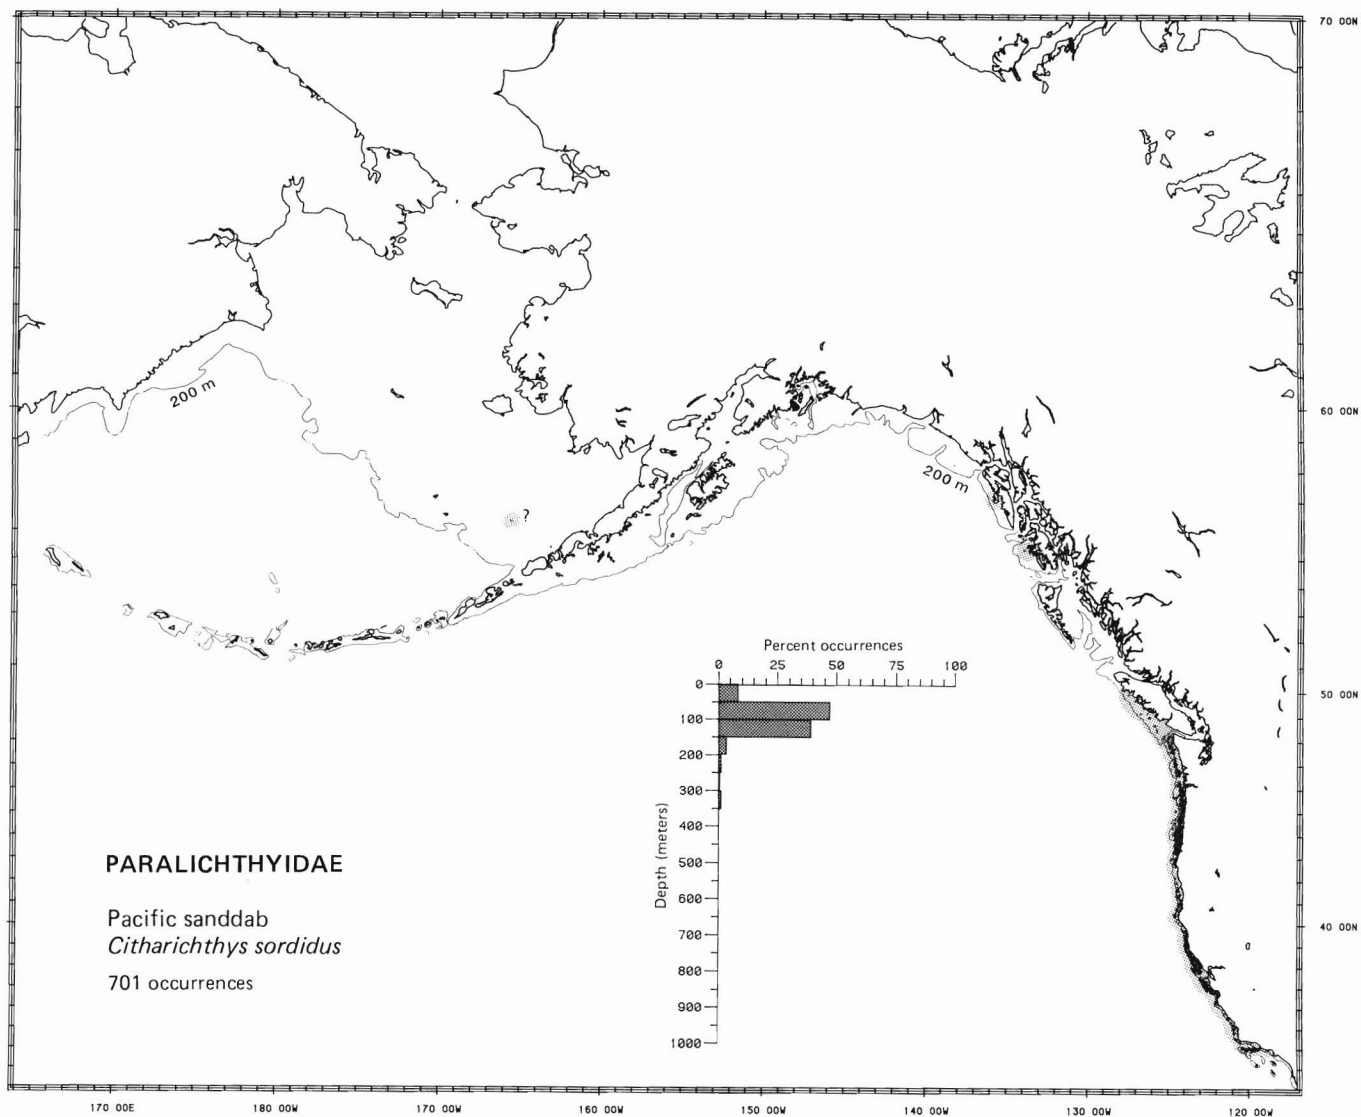 70 00N
200 m
60 00N
200 m
?
Percent occurrences
0 25 50 75 100
50 00N
0
100
200
300
400
500
600
700
800
900
1000
Depth (meters)
40 00N
PARALICHTHYIDAE
Pacific sanddab
Citharichthys sordidus
701 occurrences
170 00E 180 00W 170 00W 160 00W 150 00W 140 00W 130 00W 120 00W